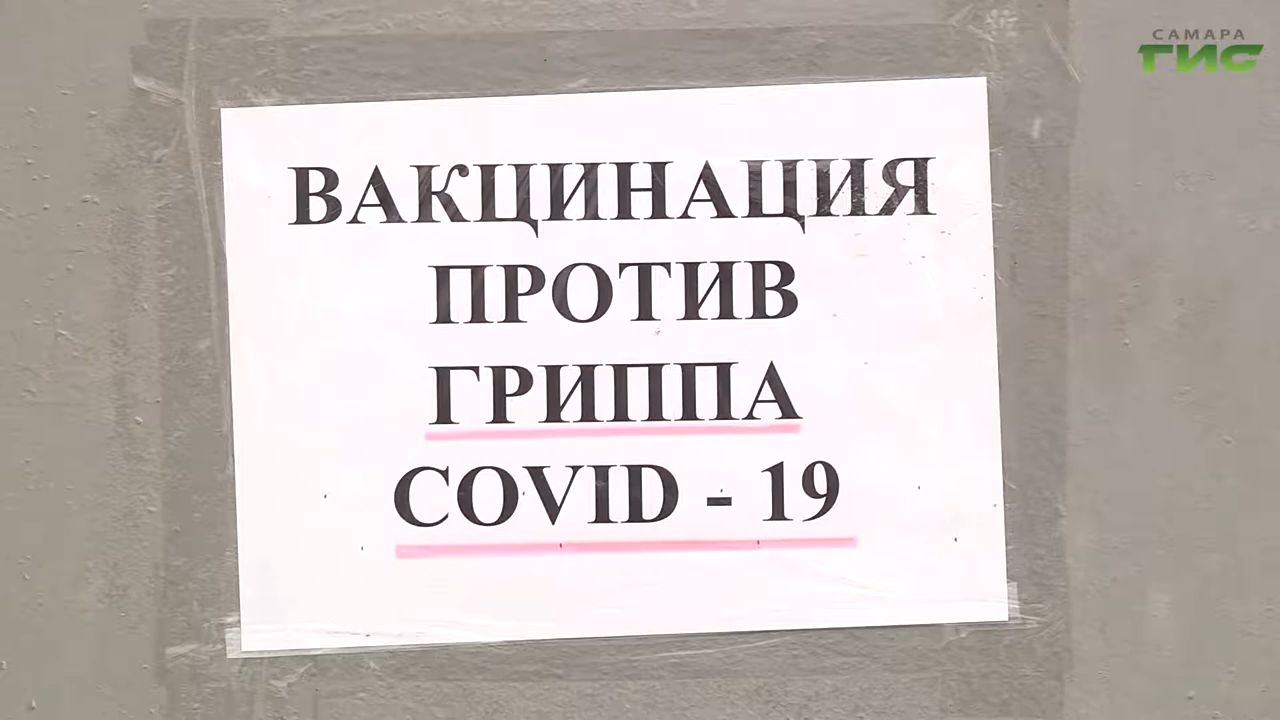 САМАРА
ГИС
ВАКЦИНАЦИЯ
ПРОТИВ
ГРИППА
COVID - 19